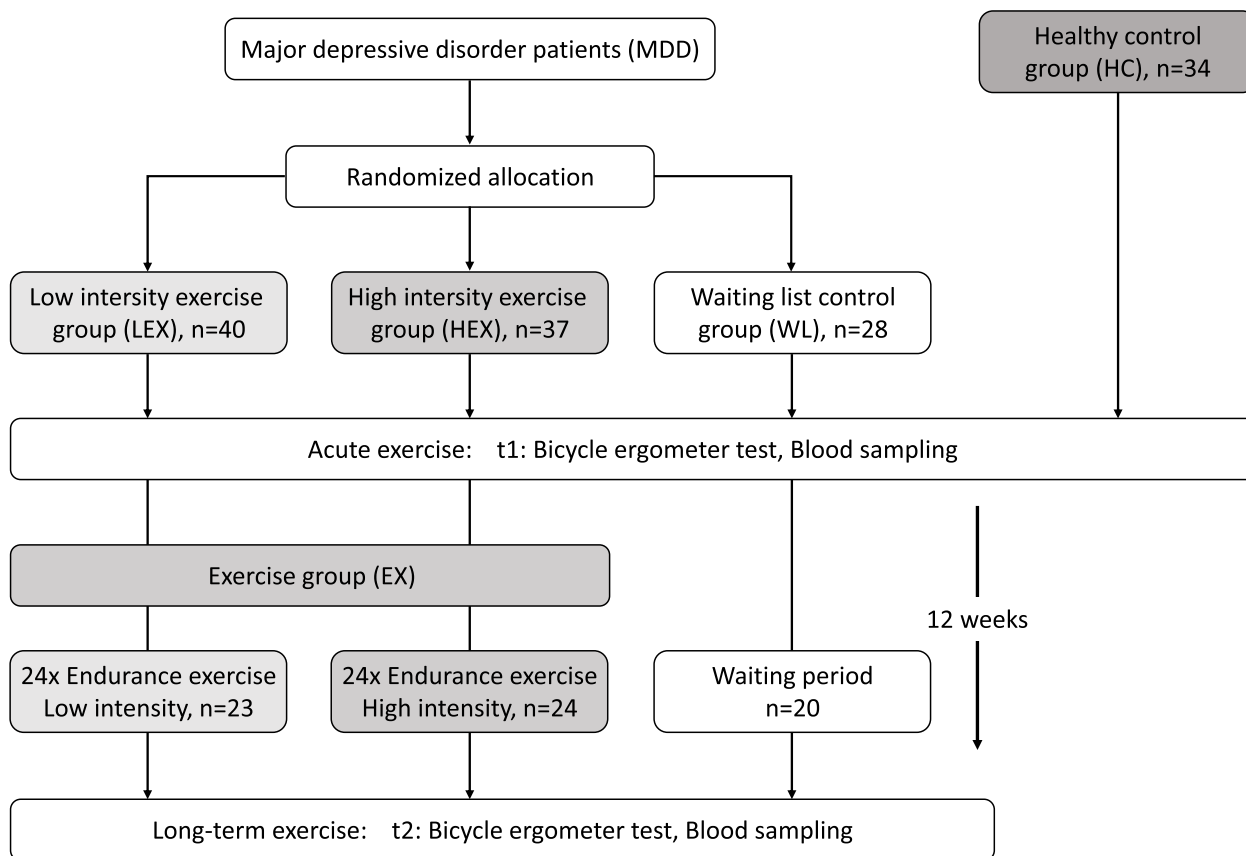 Major depressive disorder patients (MDD)
Healthy control
group (HC), n=34
Randomized allocation
Low intersity exercise
group (LEX), n=40
High intersity exercise
group (HEX), n=37
Waiting list control
group (WL), n=28
Acute exercise: t1: Bicycle ergometer test, Blood sampling
Exercise group (EX)
12 weeks
24x Endurance exercise
Low intensity, n=23
24x Endurance exercise
High intensity, n=24
Waiting period
n=20
Long-term exercise: t2: Bicycle ergometer test, Blood sampling